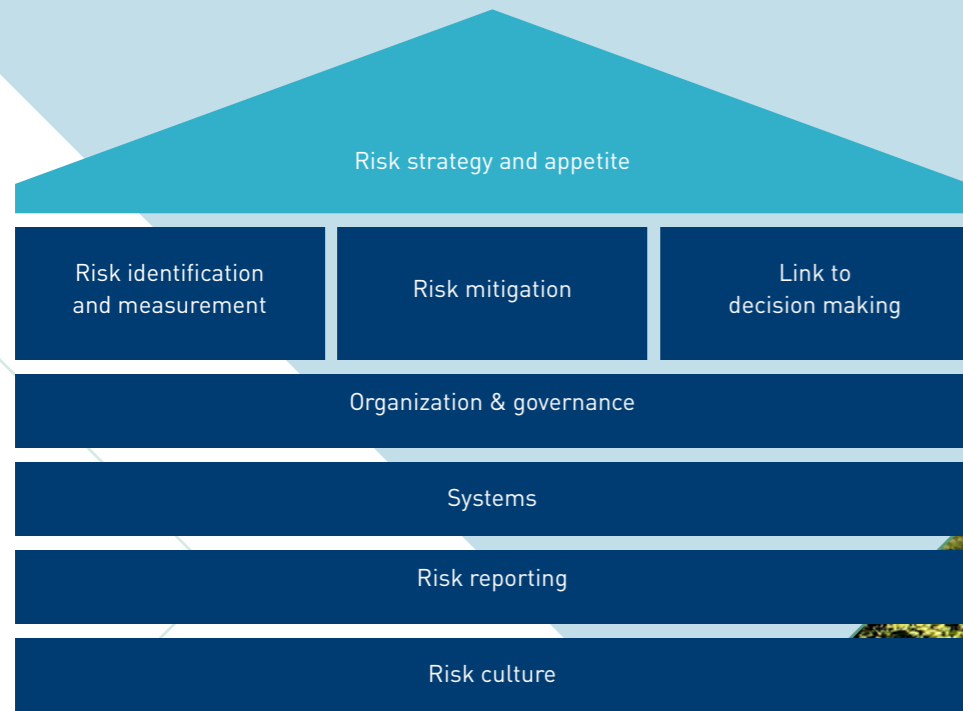 Risk strategy and appetite
Risk identification
and measurement
Risk mitigation
Link to
decision making
Organization & governance
Systems
Risk reporting
Risk culture